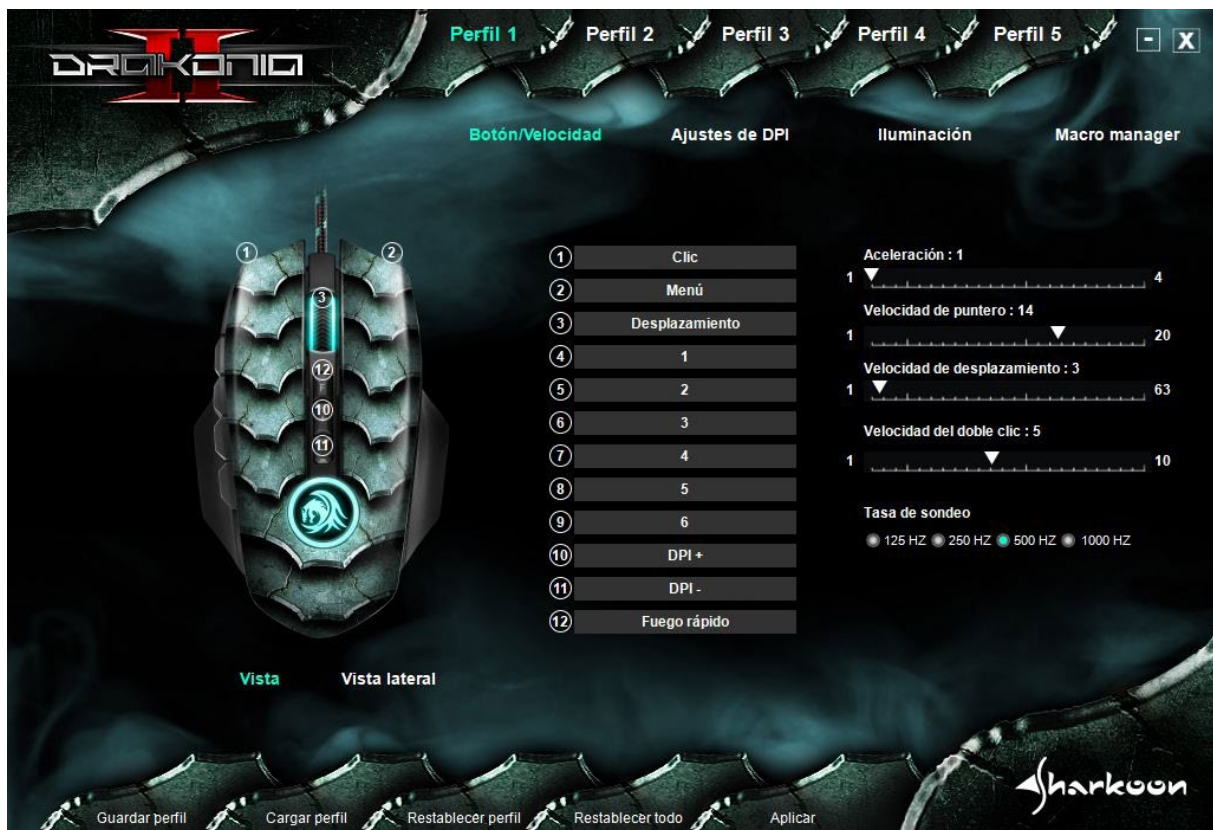 DRAKONIA II
Perfil 1 Perfil 2 Perfil 3 Perfil 4 Perfil 5 - X
Botón/Velocidad Ajustes de DPI Iluminación Macro manager
1 2
3
12
10
11
1 Clic
2 Menú
3 Desplazamiento
4 1
5 2
6 3
7 4
8 5
9 6
10 DPI +
11 DPI -
12 Fuego rápido
Aceleración : 1
1 4
Velocidad de puntero : 14
1 20
Velocidad de desplazamiento : 3
1 63
Velocidad del doble clic : 5
1 10
Tasa de sondeo
125 HZ 250 HZ 500 HZ 1000 HZ
Vista Vista lateral
Sharkoon
Guardar perfil Cargar perfil Restablecer perfil Restablecer todo Aplicar